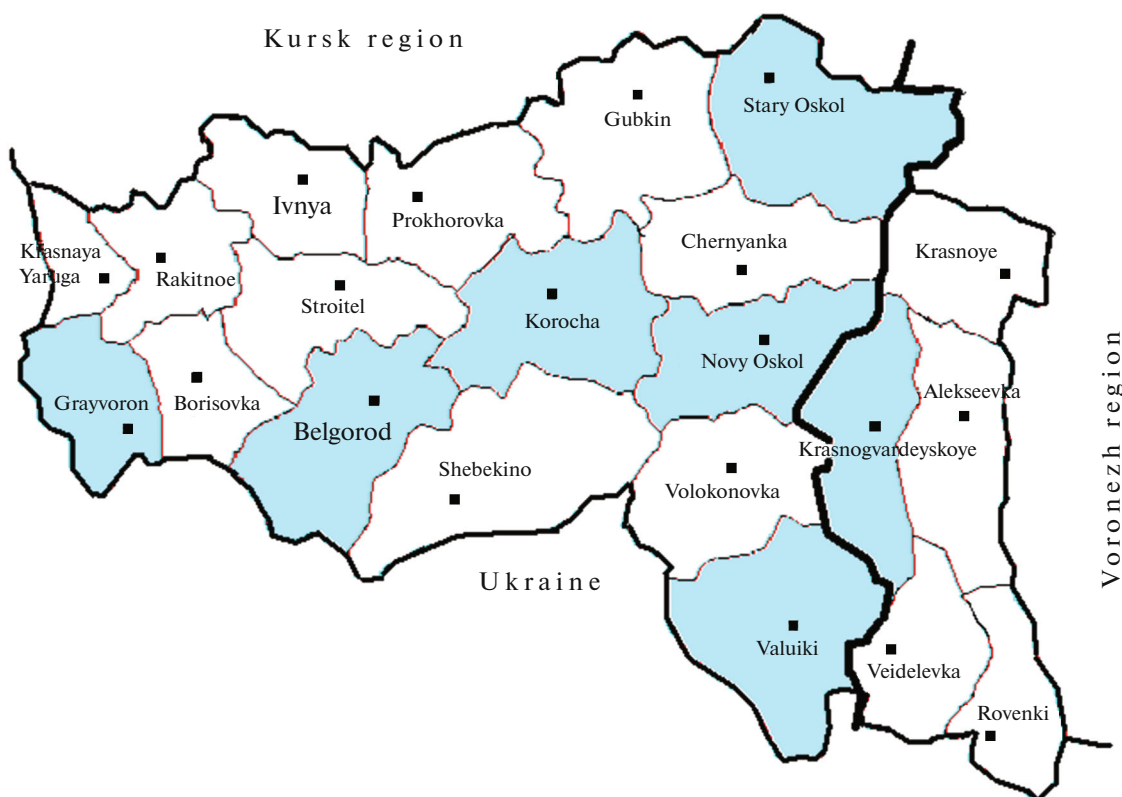 Kursk region
Stary Oskol
Gubkin
Ivnya
Prokhorovka
Chernyanka
Krasnaya
Yaruga
Rakitnoe
Krasnoye
Stroitel
Korocha
Novy Oskol
Grayvoron
Borisovka
Belgorod
Alekseevka
Krasnogvardeyskoye
Shebekino
Volokonovka
Voronezh region
Ukraine
Valuiki
Veidelevka
Rovenki